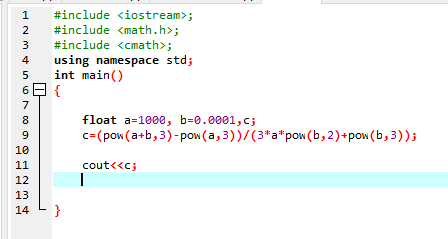 1 #include <iostream>;
2 #include <math.h>;
3 #include <cmath>;
4 using namespace std;
5 int main()
6 {
7
8 float a=1000, b=0.0001,c;
9 c=(pow(a+b,3)-pow(a,3))/(3*a*pow(b,2)+pow(b,3));
10
11 cout<<c;
12
13
14 }